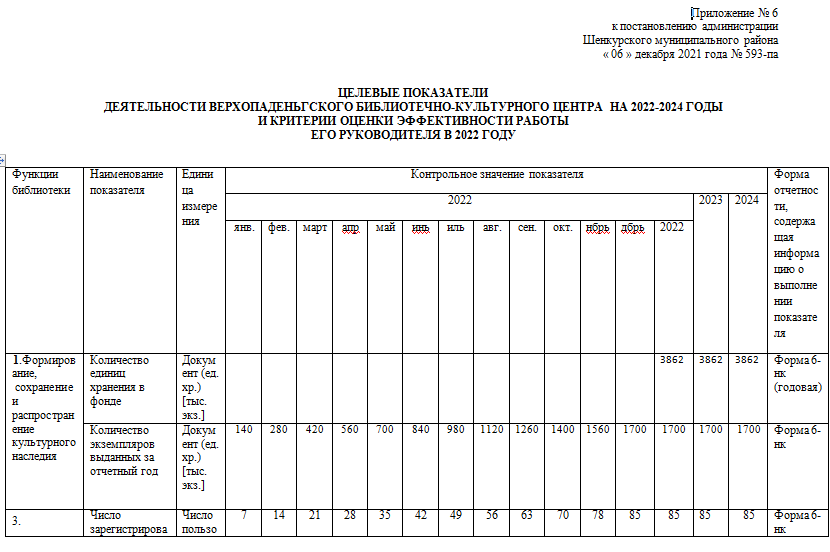 Приложение № 6
к постановлению администрации
Шенкурского муниципального района
« 06 » декабря 2021 года № 593-па
ЦЕЛЕВЫЕ ПОКАЗАТЕЛИ
ДЕЯТЕЛЬНОСТИ ВЕРХОПАДЕНЬГСКОГО БИБЛИОТЕЧНО-КУЛЬТУРНОГО ЦЕНТРА НА 2022-2024 ГОДЫ
И КРИТЕРИИ ОЦЕНКИ ЭФФЕКТИВНОСТИ РАБОТЫ
ЕГО РУКОВОДИТЕЛЯ В 2022 ГОДУ
Функции
библиотеки
Наименование
показателя
Едини
ца
измере
ния
Контрольное значение показателя
Форма
отчетнос
ти,
содержа
щая
информа
цию о
выполне
нии
показате
ля
2022
2023
2024
янв.
фев.
март
апр
май
инь
иль
авг.
сен.
окт.
нбрь
дбрь
2022
1.Формиров
ание,
сохранение
и
распростран
ение
культурного
наследия
Количество
единиц
хранения в
фонде
Докум
ент (ед.
хр.)
[тыс.
экз.]
3862
3862
3862
Форма 6-
нк
(годовая)
Количество
экземпляров
выданных за
отчетный год
Докум
ент (ед.
хр.)
[тыс.
экз.]
140
280
420
560
700
840
980
1120
1260
1400
1560
1700
1700
1700
1700
Форма 6-
нк
3.
Число
зарегистрирова
Число
пользо
7
14
21
28
35
42
49
56
63
70
78
85
85
85
85
Форма 6-
нк